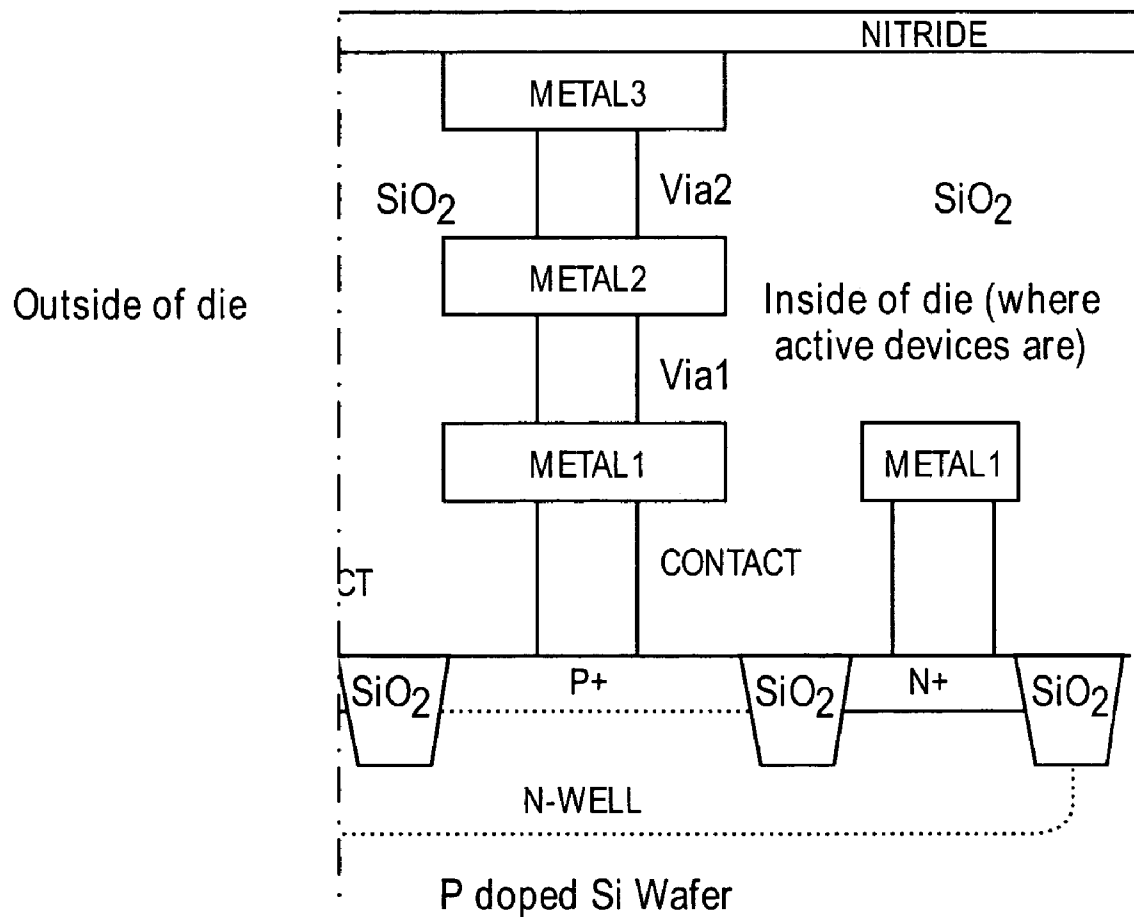 NITRIDE
METAL3
SiO2
Via2
SiO2
METAL2
Outside of die
Inside of die (where
active devices are)
Via1
METAL1
METAL1
CONTACT
CT
SiO2
P+
SiO2
N+
SiO2
N-WELL
P doped Si Wafer